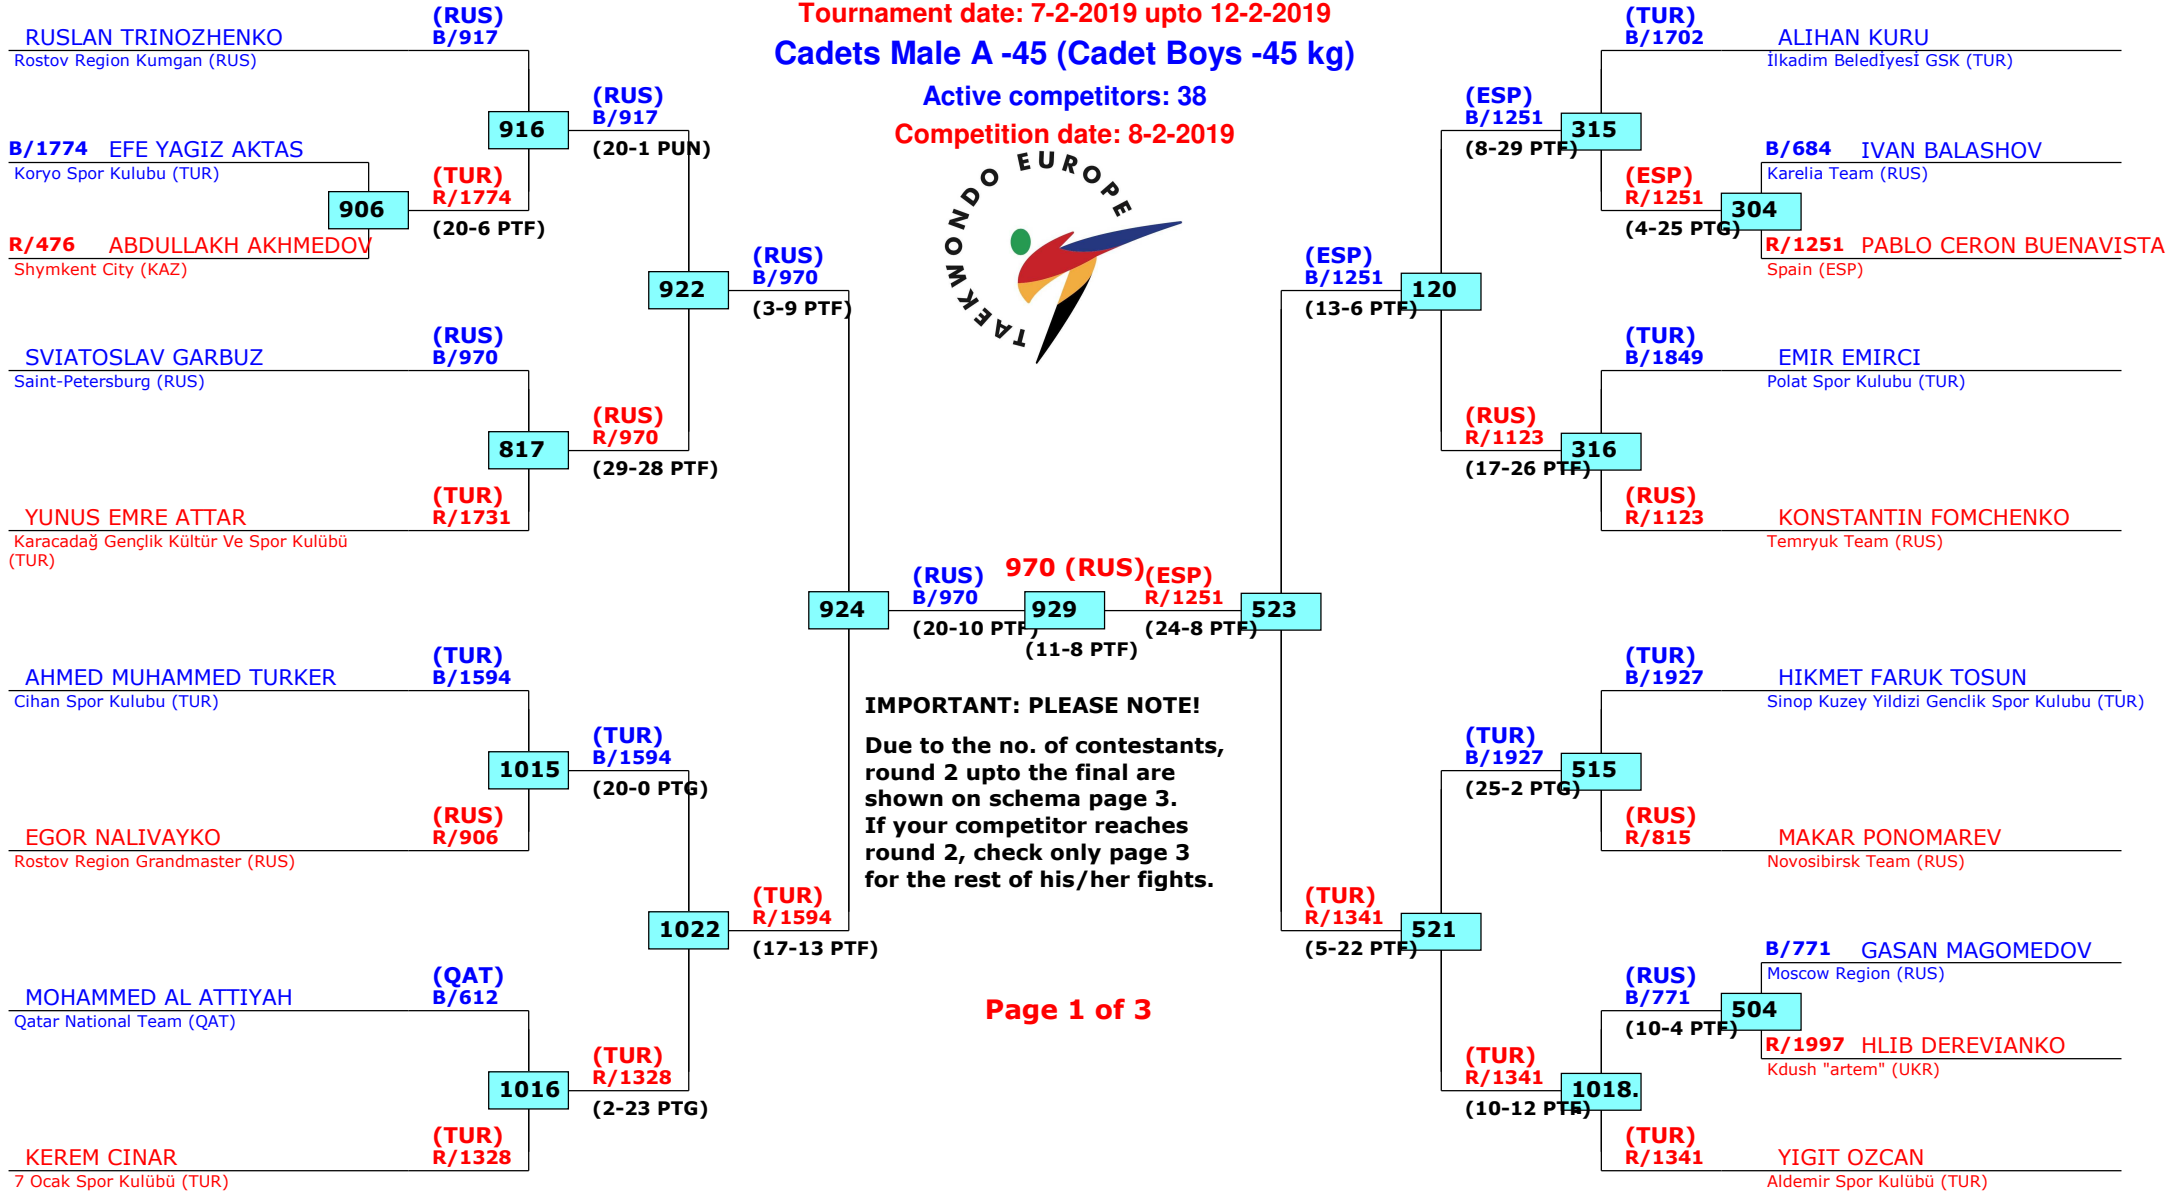 Tournament date: 7-2-2019 upto 12-2-2019
Cadets Male A -45 (Cadet Boys -45 kg)
Active competitors: 38
Competition date: 8-2-2019
TAEKWONDO EUROPE
RUSLAN TRINOZHENKO
Rostov Region Kumgan (RUS)
(RUS)
B/917
B/1774 EFE YAGIZ AKTAS
Koryo Spor Kulubu (TUR)
906
R/476 ABDULLAKH AKHMEDOV
Shymkent City (KAZ)
(TUR)
R/1774
(20-6 PTF)
916
(RUS)
B/917
(20-1 PUN)
SVIATOSLAV GARBUZ
Saint-Petersburg (RUS)
(RUS)
B/970
817
YUNUS EMRE ATTAR
Karacadağ Gençlik Kültür Ve Spor Kulübü
(TUR)
(TUR)
R/1731
(RUS)
R/970
(29-28 PTF)
922
(RUS)
B/970
(3-9 PTF)
AHMED MUHAMMED TURKER
Cihan Spor Kulubu (TUR)
(TUR)
B/1594
1015
EGOR NALIVAYKO
Rostov Region Grandmaster (RUS)
(RUS)
R/906
(TUR)
B/1594
(20-0 PTG)
MOHAMMED AL ATTIYAH
Qatar National Team (QAT)
(QAT)
B/612
1016
KEREM CINAR
7 Ocak Spor Kulübü (TUR)
(TUR)
R/1328
(TUR)
R/1328
(2-23 PTG)
1022
(TUR)
R/1594
(17-13 PTF)
924
(RUS)
B/970
(20-10 PTF)
970 (RUS)
929
(11-8 PTF)
(ESP)
R/1251
(24-8 PTF)
523
IMPORTANT: PLEASE NOTE!
Due to the no. of contestants,
round 2 upto the final are
shown on schema page 3.
If your competitor reaches
round 2, check only page 3
for the rest of his/her fights.
Page 1 of 3
(ESP)
B/1251
(13-6 PTF)
120
(ESP)
B/1251
(8-29 PTF)
315
(TUR)
B/1702
ALIHAN KURU
İlkadim Beledİyesİ GSK (TUR)
(ESP)
R/1251
(4-25 PTG)
304
B/684 IVAN BALASHOV
Karelia Team (RUS)
R/1251 PABLO CERON BUENAVISTA
Spain (ESP)
(RUS)
R/1123
(17-26 PTF)
316
(TUR)
B/1849
EMIR EMIRCI
Polat Spor Kulubu (TUR)
(RUS)
R/1123
KONSTANTIN FOMCHENKO
Temryuk Team (RUS)
(TUR)
R/1341
(5-22 PTF)
521
(TUR)
B/1927
(25-2 PTG)
515
(TUR)
B/1927
HIKMET FARUK TOSUN
Sinop Kuzey Yildizi Genclik Spor Kulubu (TUR)
(RUS)
R/815
MAKAR PONOMAREV
Novosibirsk Team (RUS)
(TUR)
R/1341
(10-12 PTF)
1018.
(RUS)
B/771
(10-4 PTF)
504
B/771 GASAN MAGOMEDOV
Moscow Region (RUS)
R/1997 HLIB DEREVIANKO
Kdush "artem" (UKR)
(TUR)
R/1341
YIGIT OZCAN
Aldemir Spor Kulübü (TUR)